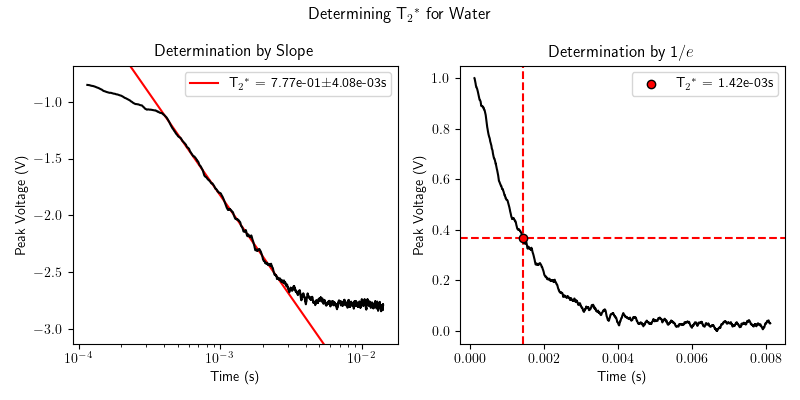 Determining T₂* for Water
Determination by Slope
T₂* = 7.77e-01±4.08e-03s
Peak Voltage (V)
−1.0
−1.5
−2.0
−2.5
−3.0
10⁻⁴
10⁻³
10⁻²
Time (s)
Determination by 1/e
T₂* = 1.42e-03s
Peak Voltage (V)
1.0
0.8
0.6
0.4
0.2
0.0
0.000
0.002
0.004
0.006
0.008
Time (s)